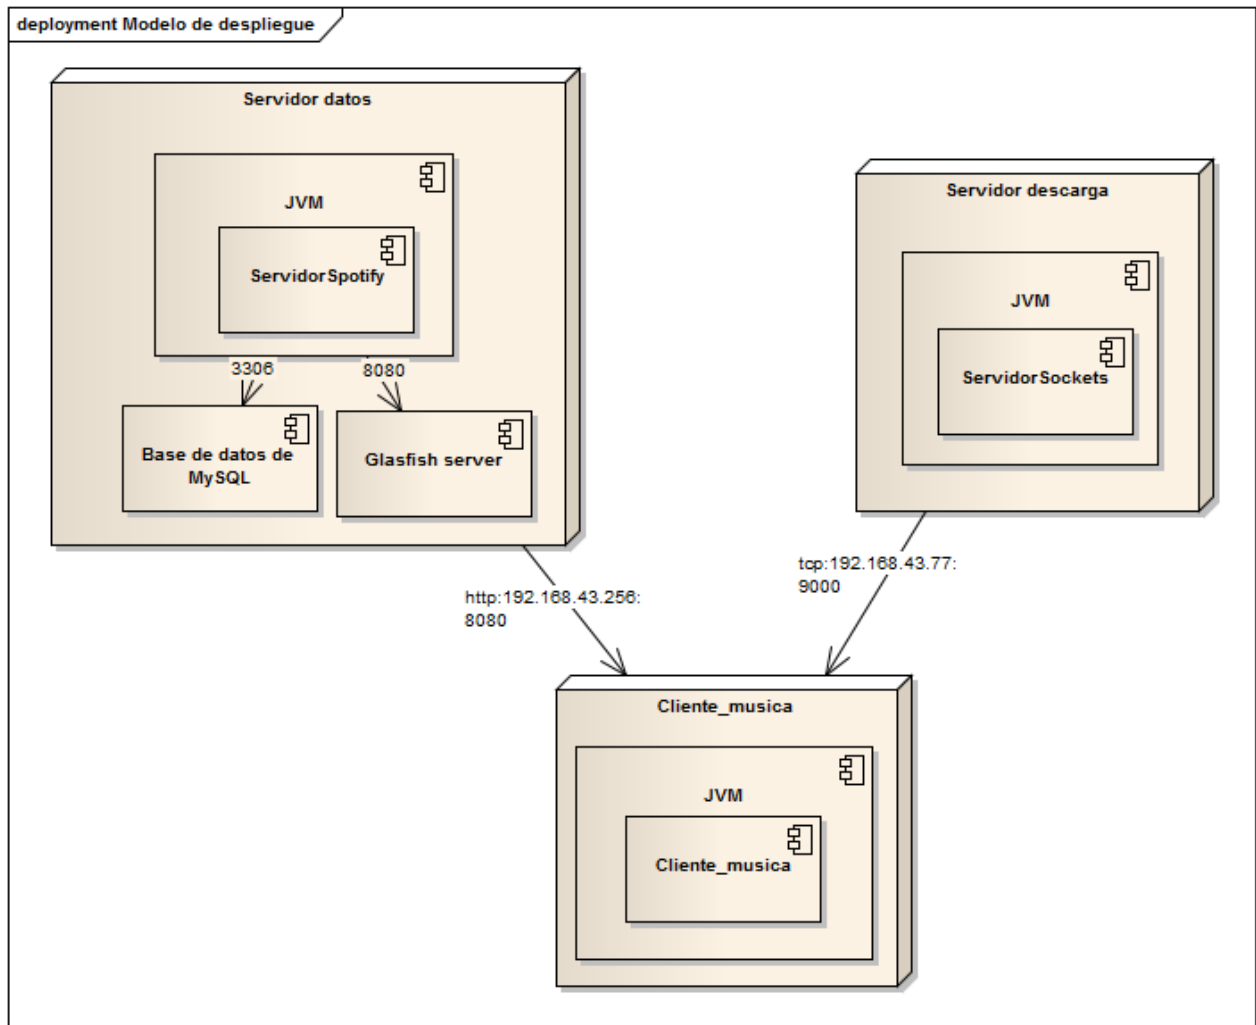 deployment Modelo de despliegue
Servidor datos
JVM
ServidorSpotify
3306
8080
Base de datos de
MySQL
Glasfish server
Servidor descarga
JVM
ServidorSockets
http:192.168.43.256:
8080
tcp:192.168.43.77:
9000
Cliente_musica
JVM
Cliente_musica